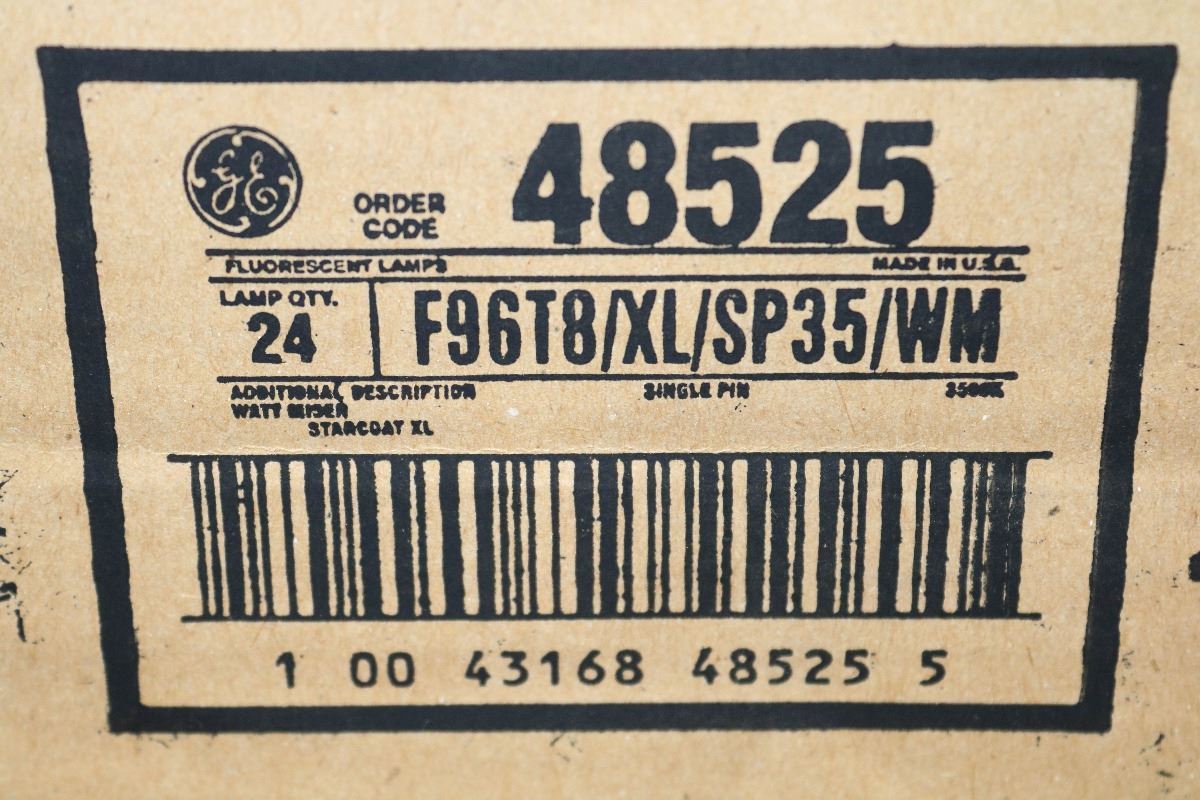 GE
ORDER CODE
48525
FLUORESCENT LAMPS MADE IN U.S.A.
LAMP QTY.
24
F96T8/XL/SP35/WM
ADDITIONAL DESCRIPTION SINGLE PIN 3500K
WATT MISER
STARCOAT XL
1 00 43168 48525 5